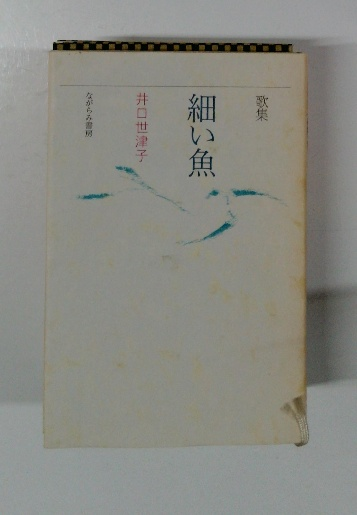 歌集
細い魚
井口世津子
ながらみ書房